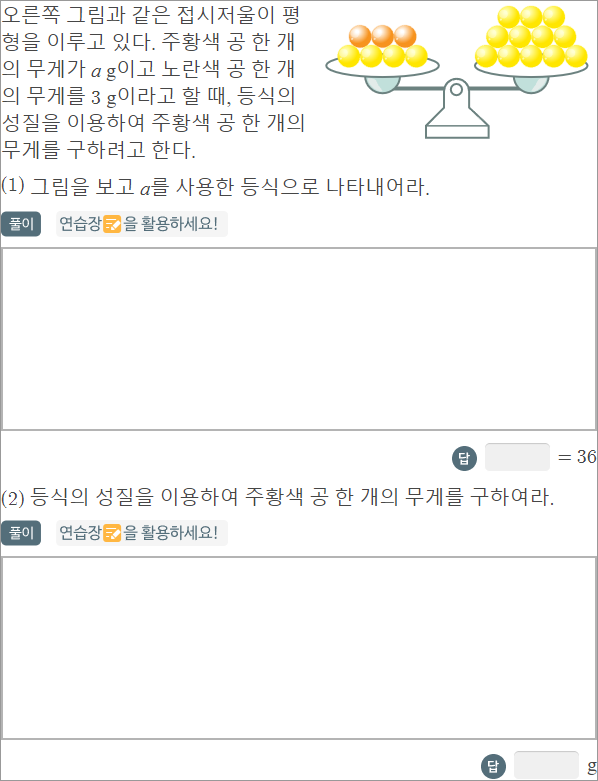 오른쪽 그림과 같은 접시저울이 평
형을 이루고 있다. 주황색 공 한 개
의 무게가 a g이고 노란색 공 한 개
의 무게를 3 g이라고 할 때, 등식의
성질을 이용하여 주황색 공 한 개의
무게를 구하려고 한다.
(1) 그림을 보고 a를 사용한 등식으로 나타내어라.
풀이 연습장을 활용하세요!
답 = 36
(2) 등식의 성질을 이용하여 주황색 공 한 개의 무게를 구하여라.
풀이 연습장을 활용하세요!
답 g